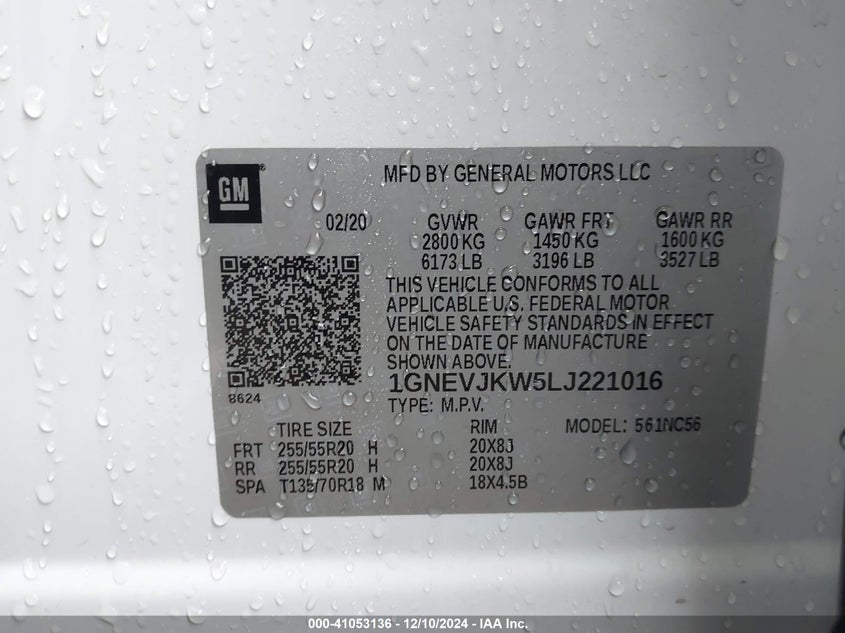 GM
MFD BY GENERAL MOTORS LLC
02/20 GVWR GAWR FRT GAWR RR
2800 KG 1450 KG 1600 KG
6173 LB 3196 LB 3527 LB
THIS VEHICLE CONFORMS TO ALL
APPLICABLE U.S. FEDERAL MOTOR
VEHICLE SAFETY STANDARDS IN EFFECT
ON THE DATE OF MANUFACTURE
SHOWN ABOVE.
8624
1GNEVJKW5LJ221016
TYPE: M.P.V.
TIRE SIZE RIM MODEL: 561NC56
FRT 255/55R20 H 20X8J
RR 255/55R20 H 20X8J
SPA T135/70R18 M 18X4.5B
000-41053136 - 12/10/2024 - IAA Inc.